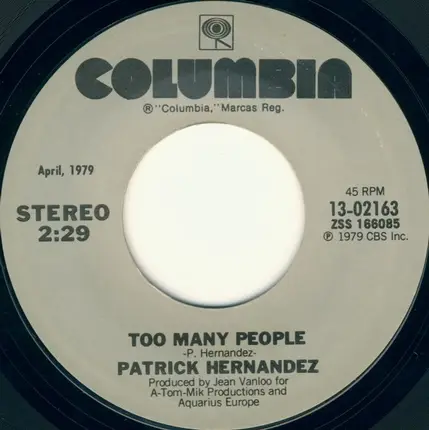 COLUMBIA
®"Columbia," Marcas Reg.
April, 1979
STEREO
2:29
45 RPM
13-02163
ZSS 166085
℗ 1979 CBS Inc.
TOO MANY PEOPLE
-P. Hernandez-
PATRICK HERNANDEZ
Produced by Jean Vanloo for
A-Tom-Mik Productions and
Aquarius Europe